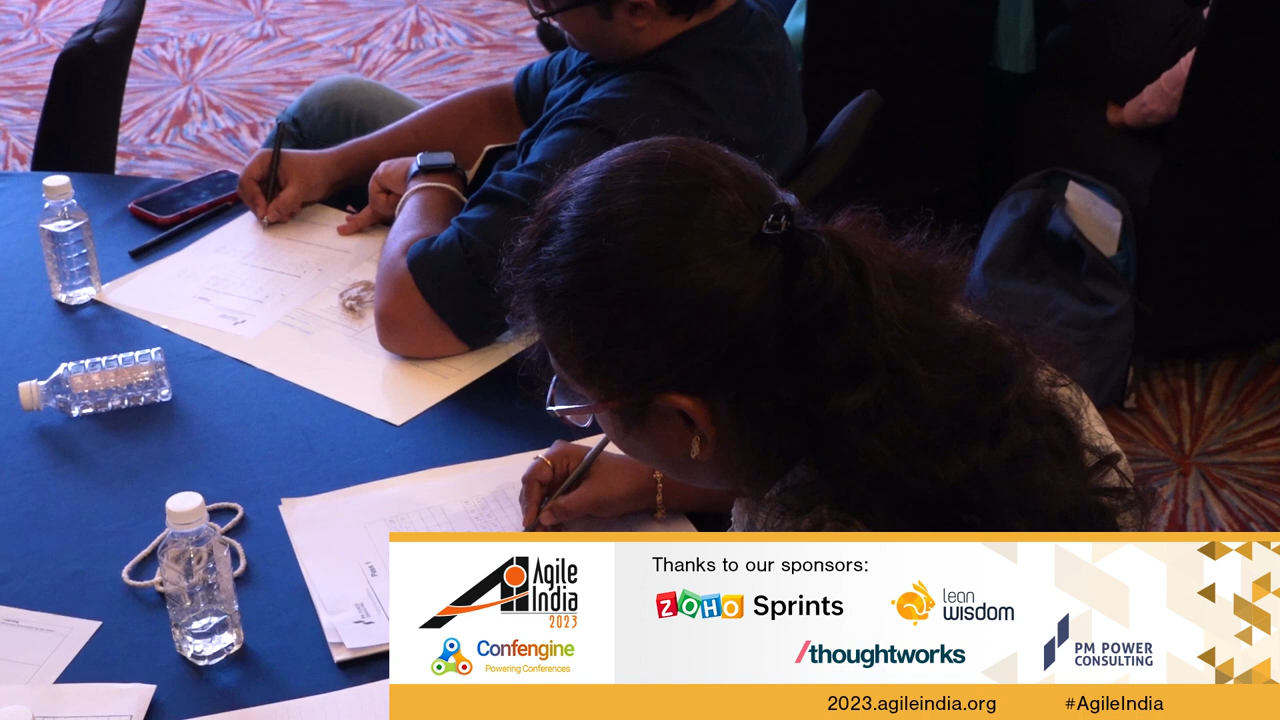 Agile
India
2023
Confengine
Powering Conferences
Thanks to our sponsors:
ZOHO Sprints
lean
wisdom
/thoughtworks
PM POWER
CONSULTING
2023.agileindia.org
#AgileIndia